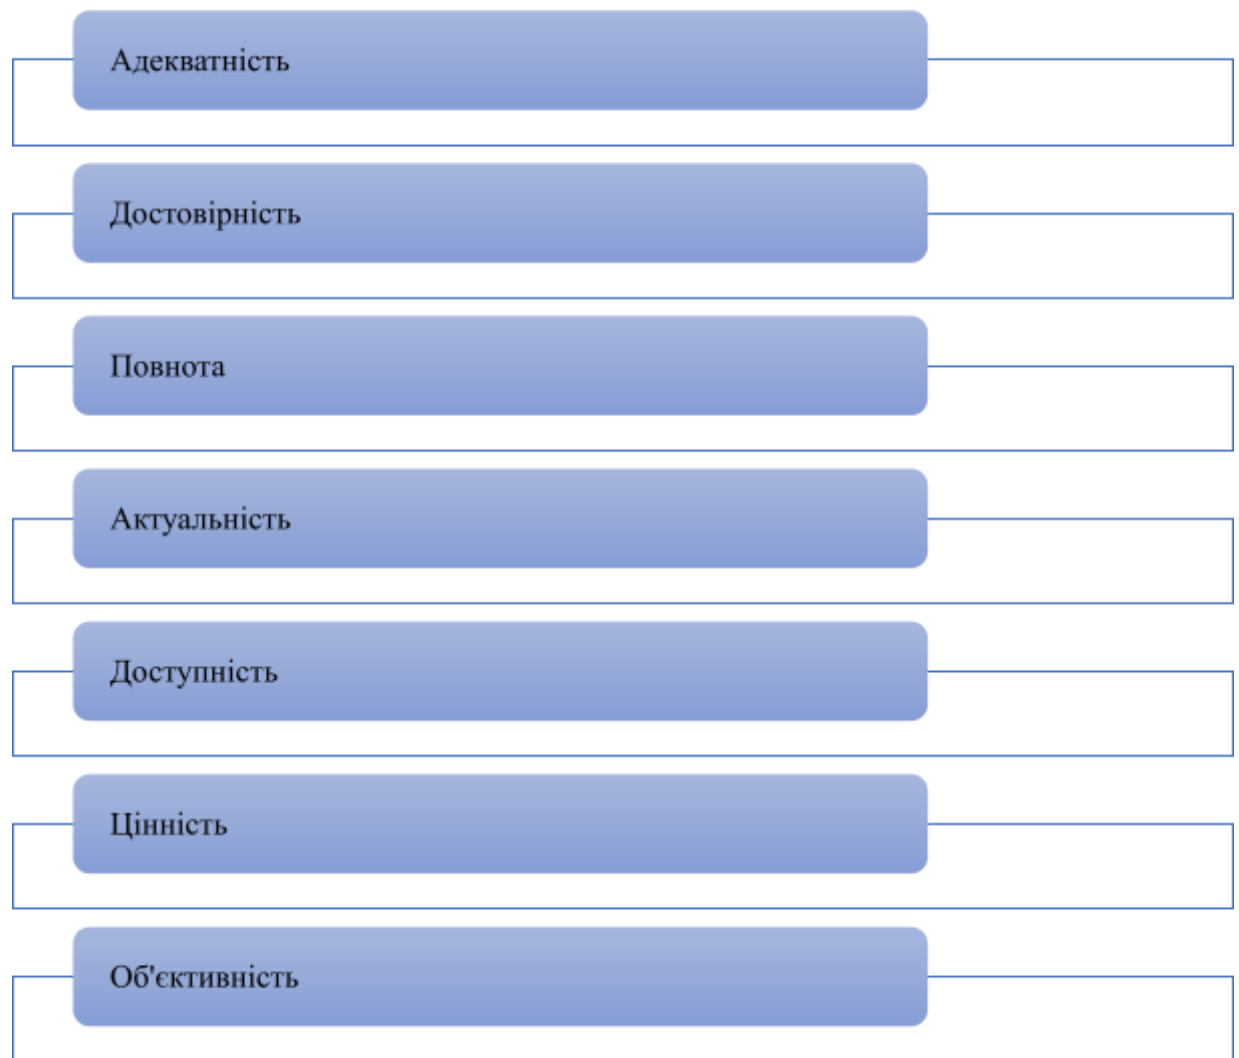 Адекватність
Достовірність
Повнота
Актуальність
Доступність
Цінність
Об'єктивність